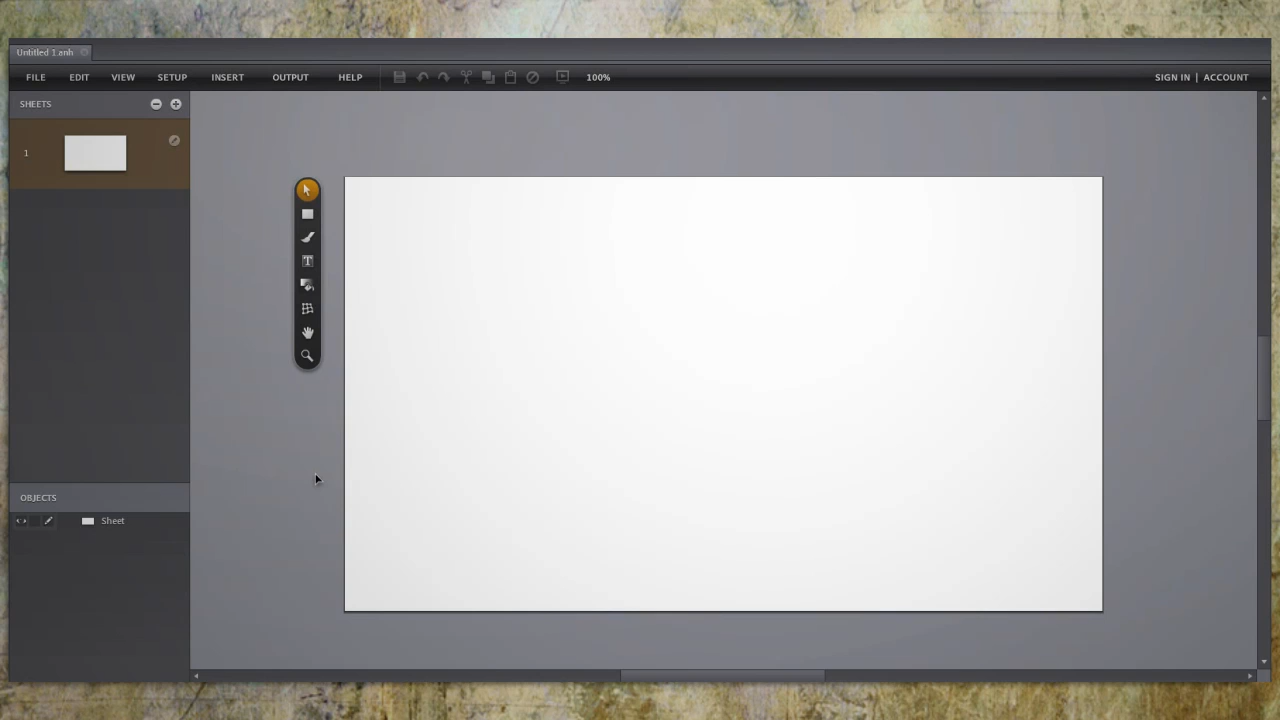 Untitled 1.anh
FILE EDIT VIEW SETUP INSERT OUTPUT HELP 100% SIGN IN | ACCOUNT
SHEETS
1
T
OBJECTS
Sheet